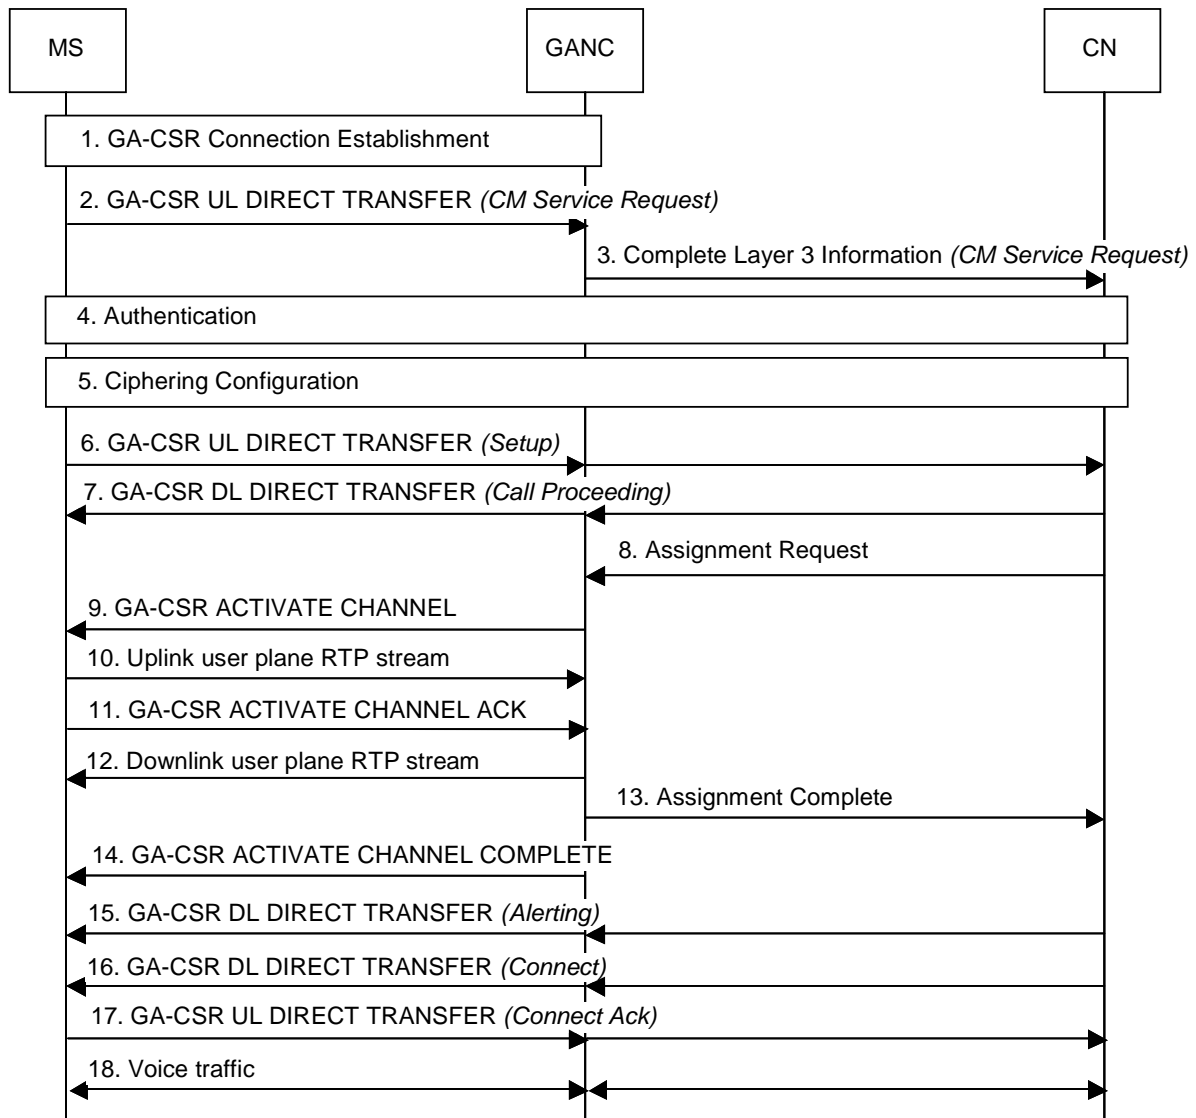 MS
GANC
CN
1. GA-CSR Connection Establishment
2. GA-CSR UL DIRECT TRANSFER (CM Service Request)
3. Complete Layer 3 Information (CM Service Request)
4. Authentication
5. Ciphering Configuration
6. GA-CSR UL DIRECT TRANSFER (Setup)
7. GA-CSR DL DIRECT TRANSFER (Call Proceeding)
8. Assignment Request
9. GA-CSR ACTIVATE CHANNEL
10. Uplink user plane RTP stream
11. GA-CSR ACTIVATE CHANNEL ACK
12. Downlink user plane RTP stream
13. Assignment Complete
14. GA-CSR ACTIVATE CHANNEL COMPLETE
15. GA-CSR DL DIRECT TRANSFER (Alerting)
16. GA-CSR DL DIRECT TRANSFER (Connect)
17. GA-CSR UL DIRECT TRANSFER (Connect Ack)
18. Voice traffic